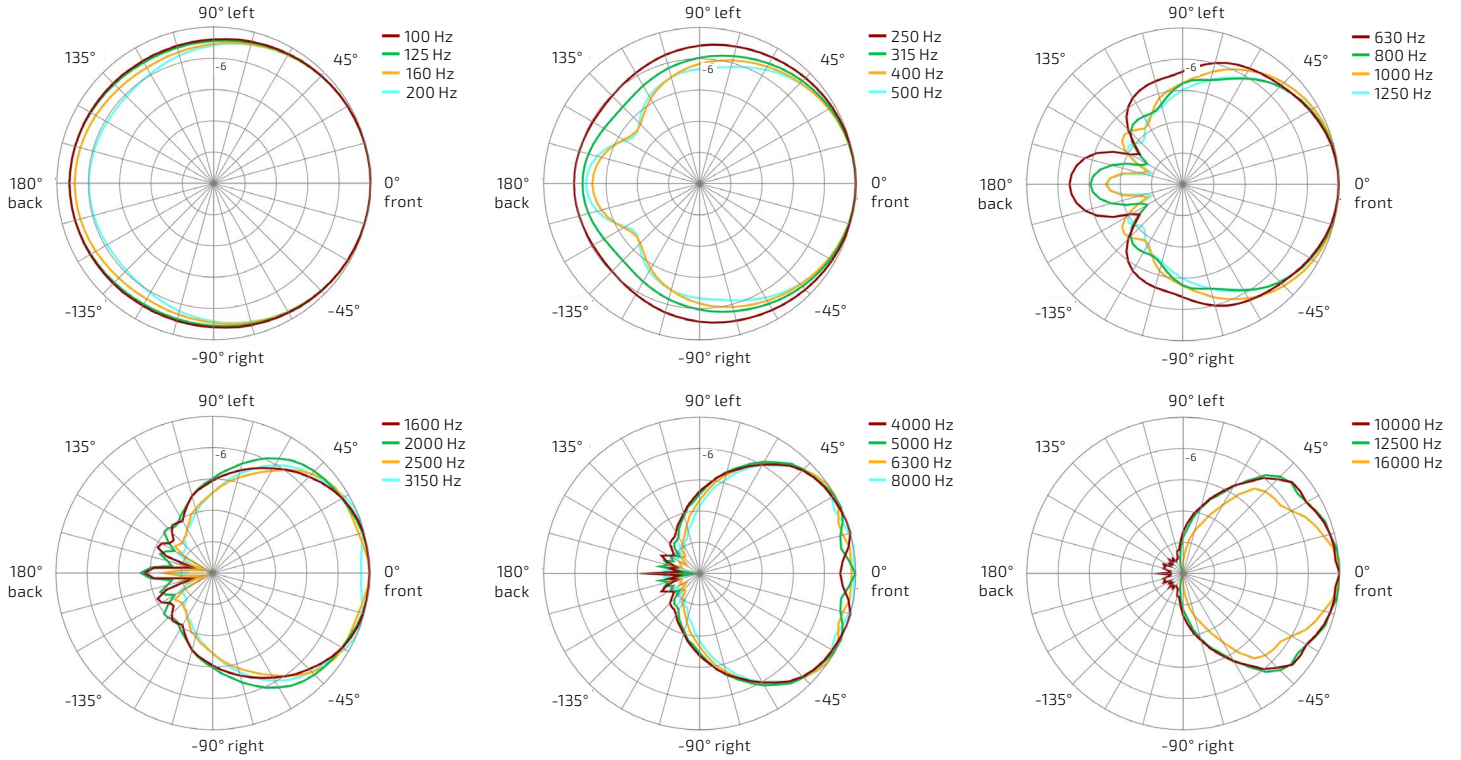 90° left
135°
45°
-6
180°
back
0°
front
-135°
-45°
-90° right
100 Hz
125 Hz
160 Hz
200 Hz
90° left
135°
45°
-6
180°
back
0°
front
-135°
-45°
-90° right
250 Hz
315 Hz
400 Hz
500 Hz
90° left
135°
45°
-6
180°
back
0°
front
-135°
-45°
-90° right
630 Hz
800 Hz
1000 Hz
1250 Hz
90° left
135°
45°
-6
180°
back
0°
front
-135°
-45°
-90° right
1600 Hz
2000 Hz
2500 Hz
3150 Hz
90° left
135°
45°
-6
180°
back
0°
front
-135°
-45°
-90° right
4000 Hz
5000 Hz
6300 Hz
8000 Hz
90° left
135°
45°
-6
180°
back
0°
front
-135°
-45°
-90° right
10000 Hz
12500 Hz
16000 Hz